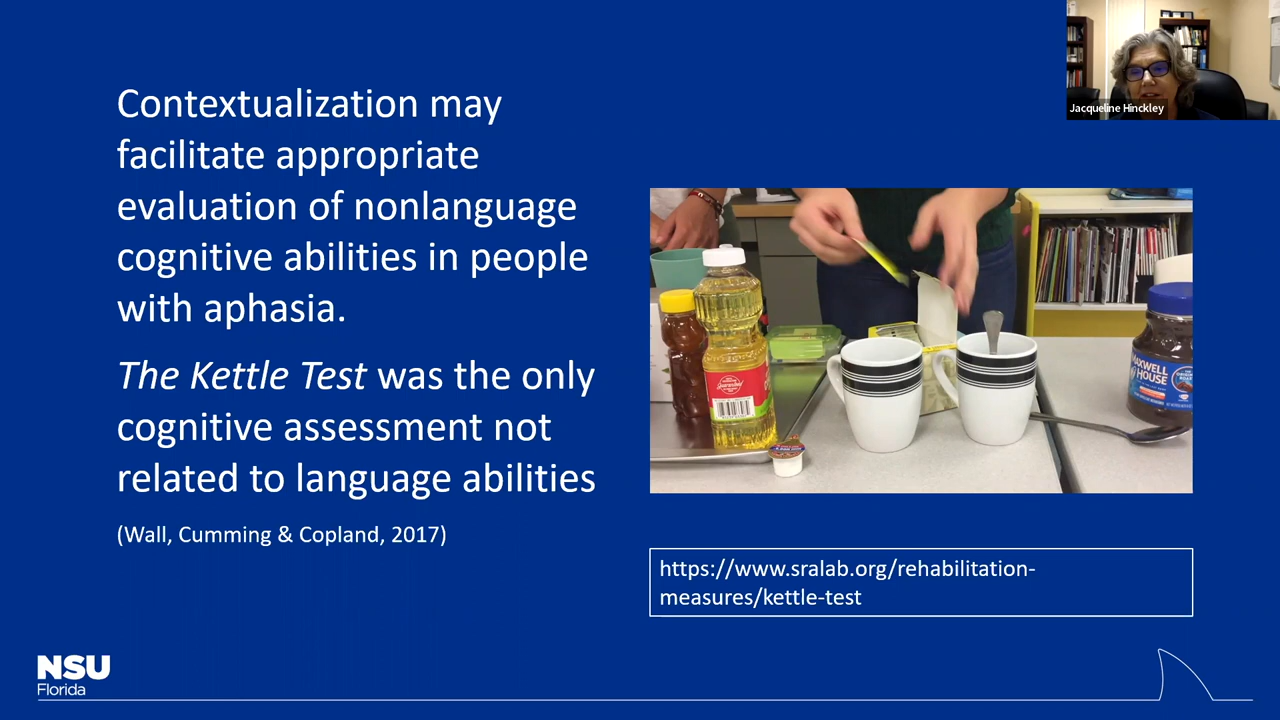 Jacqueline Hinckley
Contextualization may
facilitate appropriate
evaluation of nonlanguage
cognitive abilities in people
with aphasia.
The Kettle Test was the only
cognitive assessment not
related to language abilities
(Wall, Cumming & Copland, 2017)
MAXWELL
HOUSE
https://www.sralab.org/rehabilitation-
measures/kettle-test
NSU
Florida